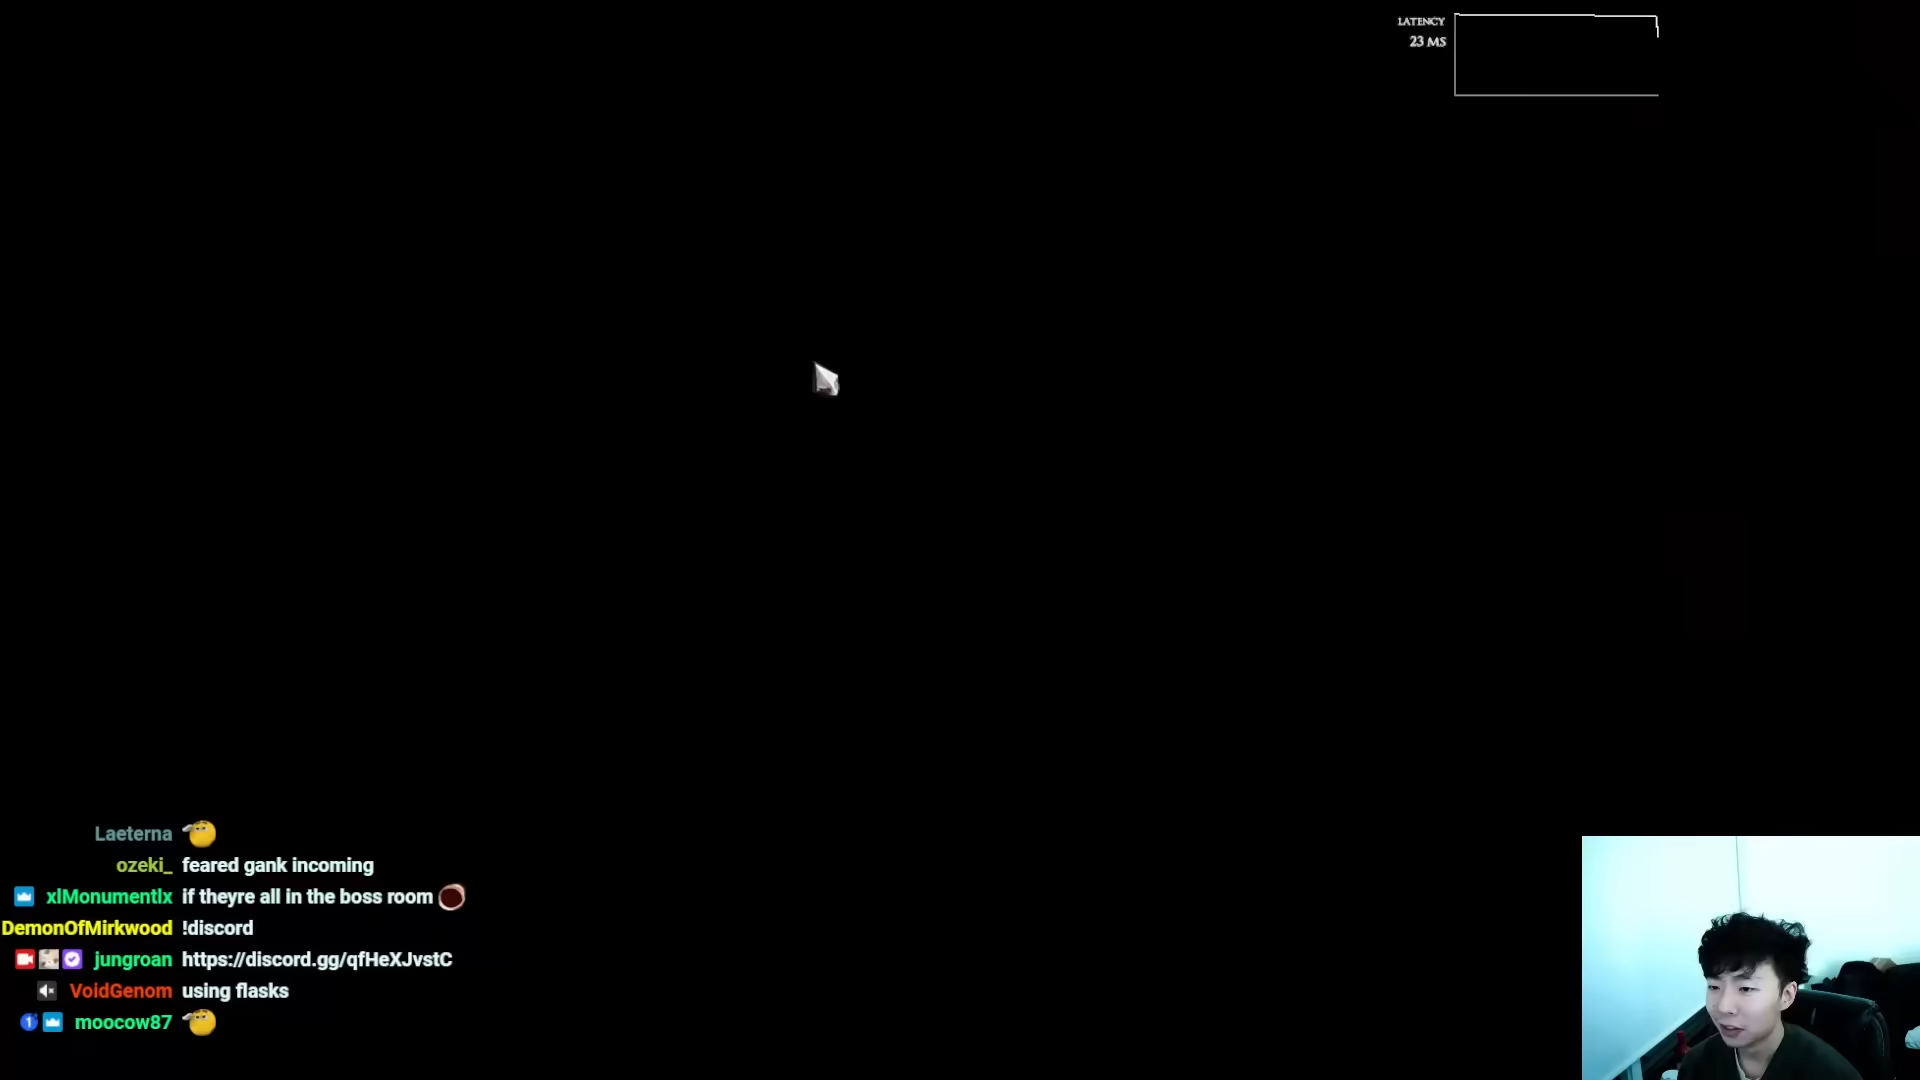 LATENCY
23 MS
Laeterna
ozeki_ feared gank incoming
xlMonumentlx if theyre all in the boss room
DemonOfMirkwood !discord
jungroan https://discord.gg/qfHeXJvstC
VoidGenom using flasks
1 moocow87